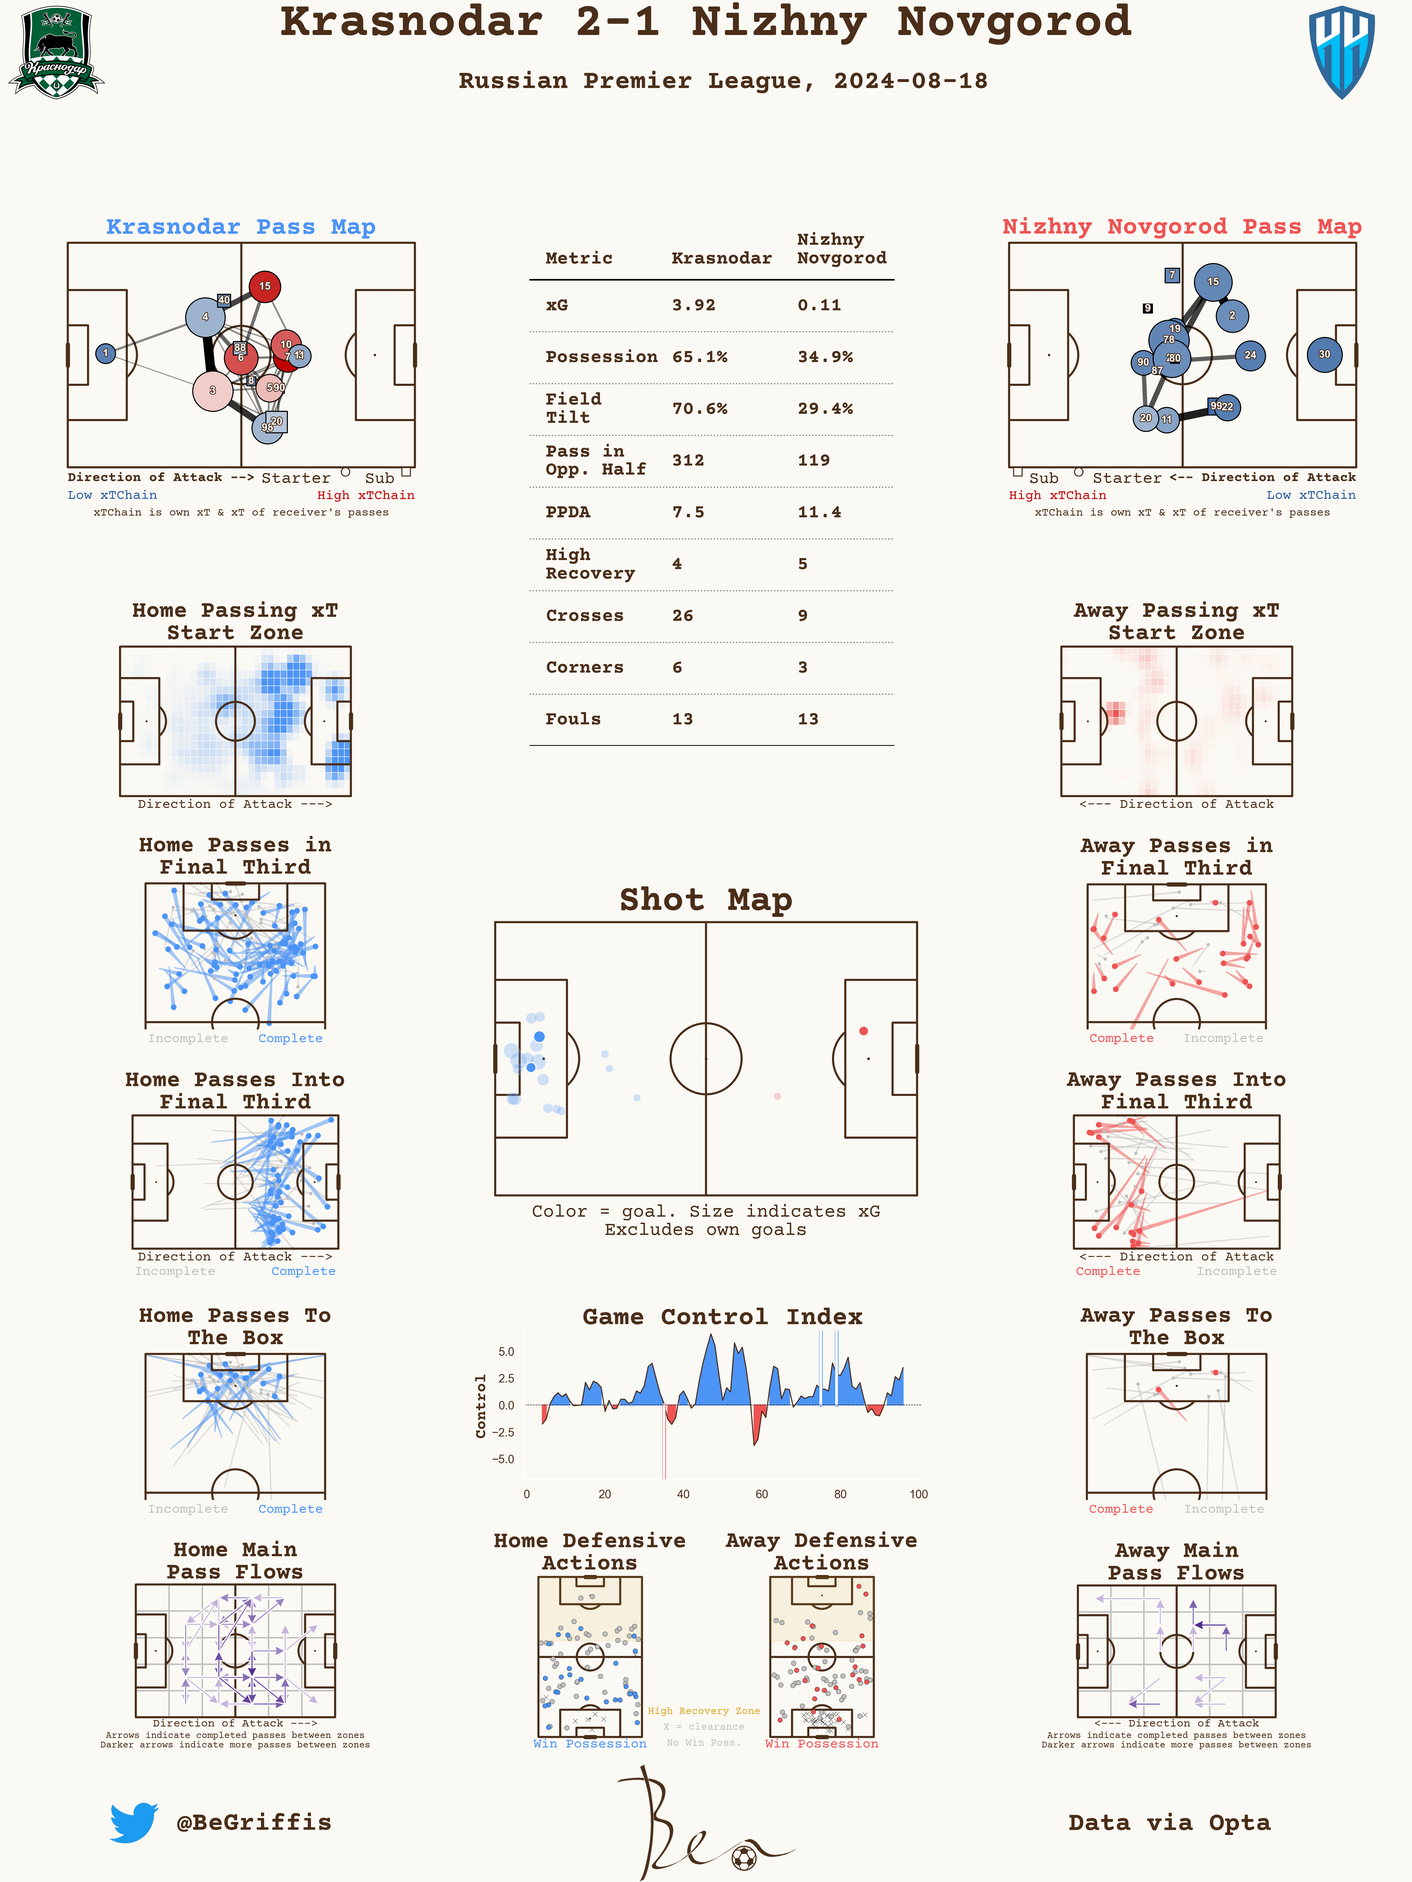 Krasnodar 2-1 Nizhny Novgorod
Russian Premier League, 2024-08-18
Краснодар
Krasnodar Pass Map
1
4
3
40
15
88
6
10
7
11
8
59
90
98
20
Direction of Attack --> Starter Sub
Low xTChain High xTChain
xTChain is own xT & xT of receiver's passes
Metric Krasnodar Nizhny
Novgorod
xG 3.92 0.11
Possession 65.1% 34.9%
Field
Tilt 70.6% 29.4%
Pass in
Opp. Half 312 119
PPDA 7.5 11.4
High
Recovery 4 5
Crosses 26 9
Corners 6 3
Fouls 13 13
Nizhny Novgorod Pass Map
7
15
9
2
19
78
80
90
87
24
30
20
11
99
22
Sub Starter <-- Direction of Attack
High xTChain Low xTChain
xTChain is own xT & xT of receiver's passes
Home Passing xT
Start Zone
Direction of Attack --->
Away Passing xT
Start Zone
<--- Direction of Attack
Home Passes in
Final Third
Incomplete Complete
Away Passes in
Final Third
Complete Incomplete
Shot Map
Color = goal. Size indicates xG
Excludes own goals
Home Passes Into
Final Third
Direction of Attack --->
Incomplete Complete
Away Passes Into
Final Third
<--- Direction of Attack
Complete Incomplete
Home Passes To
The Box
Incomplete Complete
Game Control Index
Control
5.0
2.5
0.0
−2.5
−5.0
0 20 40 60 80 100
Away Passes To
The Box
Complete Incomplete
Home Main
Pass Flows
Direction of Attack --->
Arrows indicate completed passes between zones
Darker arrows indicate more passes between zones
Home Defensive
Actions
Win Possession
High Recovery Zone
X = clearance
No Win Poss.
Away Defensive
Actions
Win Possession
Away Main
Pass Flows
<--- Direction of Attack
Arrows indicate completed passes between zones
Darker arrows indicate more passes between zones
@BeGriffis
Ben
Data via Opta